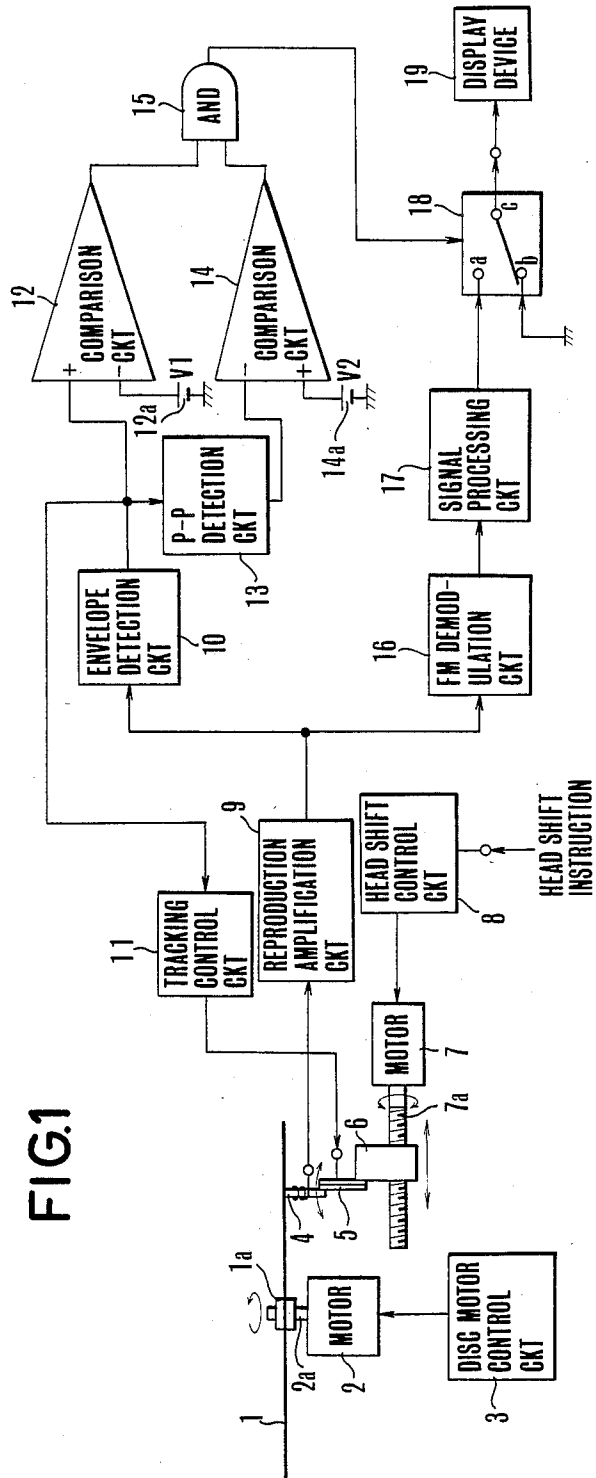 FIG.1
1
1a
2a
MOTOR
2
DISC MOTOR
CONTROL
CKT
3
4
5
6
7a
MOTOR
7
HEAD SHIFT
CONTROL
CKT
8
HEAD SHIFT
INSTRUCTION
REPRODUCTION
AMPLIFICATION
CKT
9
11
TRACKING
CONTROL
CKT
ENVELOPE
DETECTION
CKT
10
P-P
DETECTION
CKT
13
12
+
COMPARISON
-
CKT
12a
V1
14
-
COMPARISON
+
CKT
14a
V2
15
AND
16
FM DEMOD-
ULATION
CKT
17
SIGNAL
PROCESSING
CKT
18
a
b
c
19
DISPLAY
DEVICE